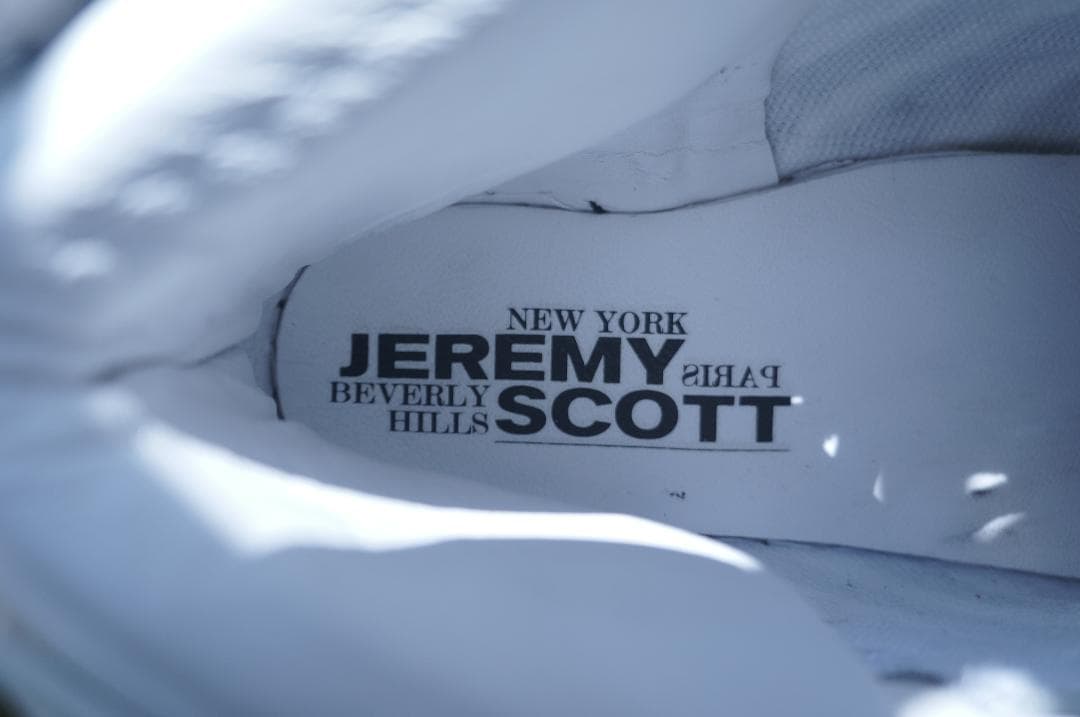 NEW YORK
JEREMY PARIS
BEVERLY HILLS SCOTT